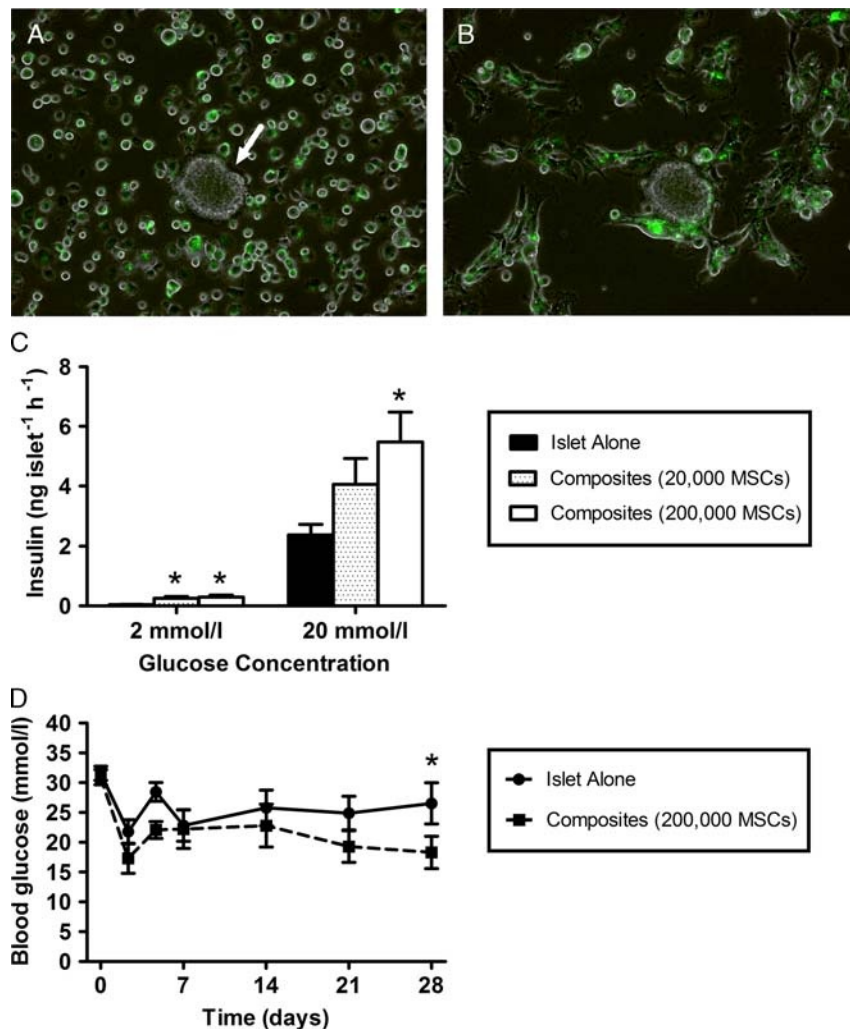 A
B
C
8
6
4
2
0
Insulin (ng islet⁻¹ h⁻¹)
*
*
*
2 mmol/l
20 mmol/l
Glucose Concentration
Islet Alone
Composites (20,000 MSCs)
Composites (200,000 MSCs)
D
40
35
30
25
20
15
10
5
0
Blood glucose (mmol/l)
*
0
7
14
21
28
Time (days)
Islet Alone
Composites (200,000 MSCs)